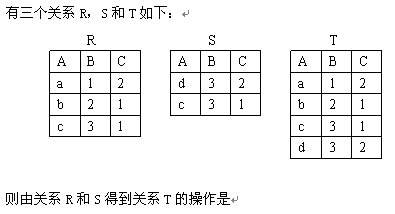 有三个关系 R，S 和 T 如下：
R S T
A B C A B C A B C
a 1 2 d 3 2 a 1 2
b 2 1 c 3 1 b 2 1
c 3 1 c 3 1
d 3 2
则由关系 R 和 S 得到关系 T 的操作是